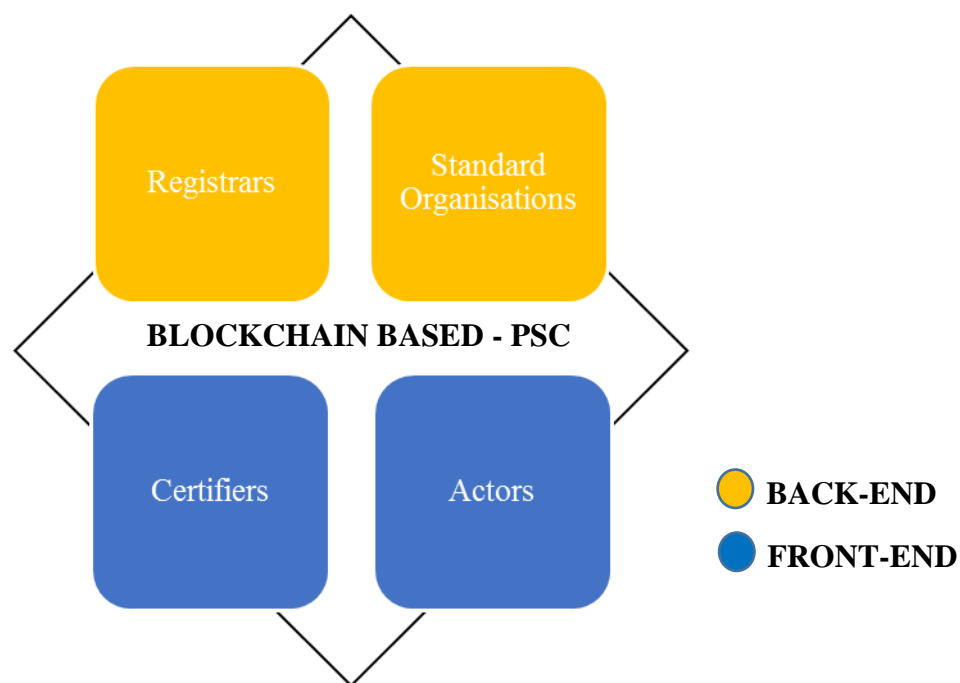 Registrars
Standard
Organisations
BLOCKCHAIN BASED - PSC
Certifiers
Actors
BACK-END
FRONT-END